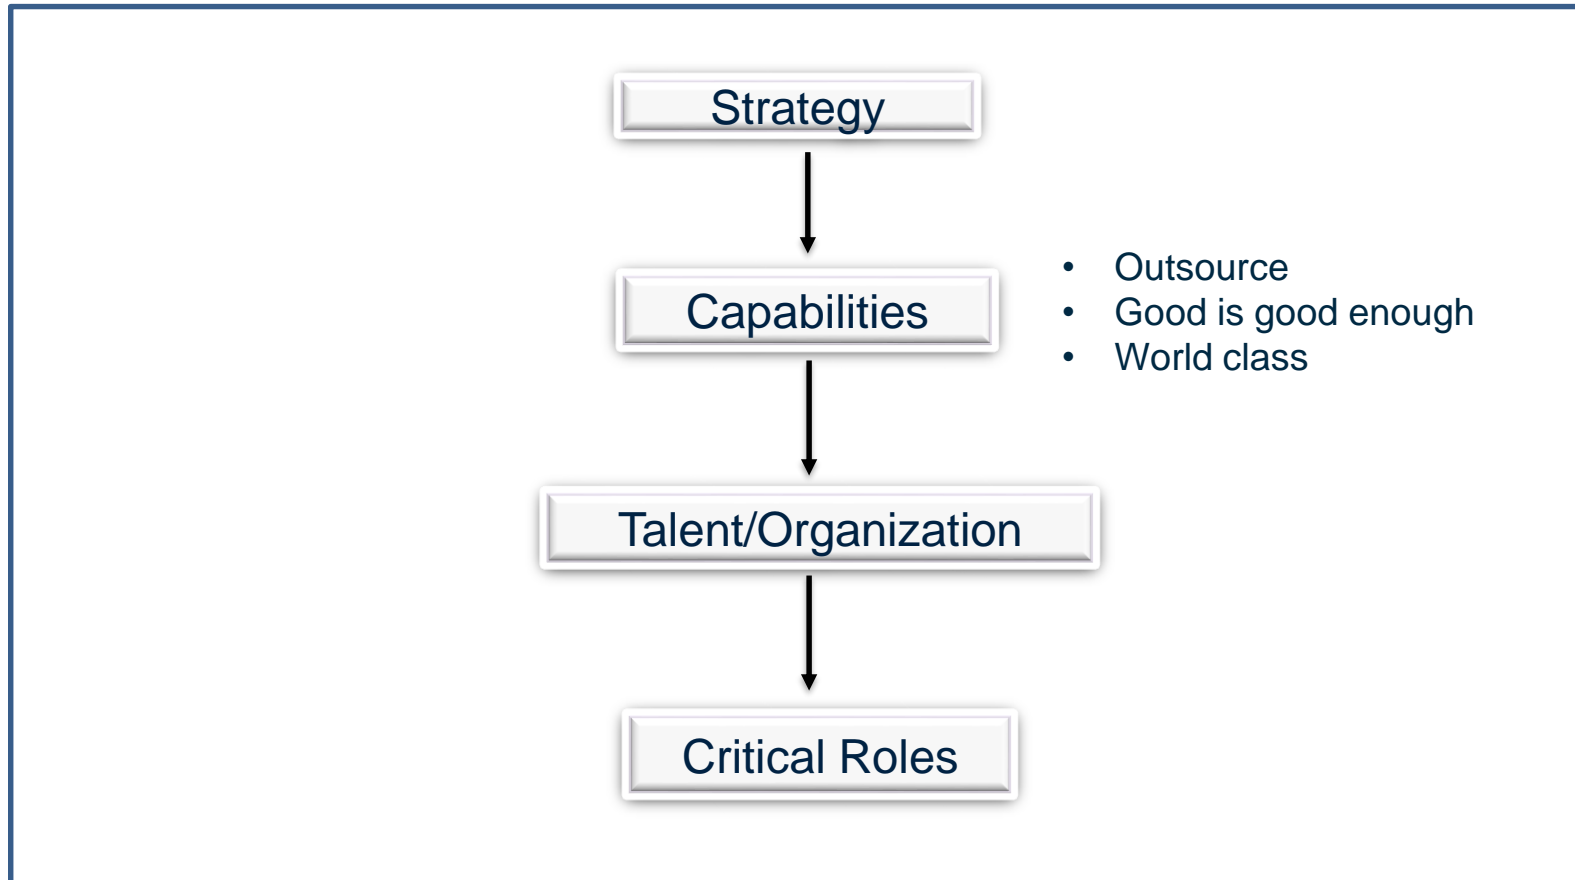 Strategy
Capabilities
• Outsource
• Good is good enough
• World class
Talent/Organization
Critical Roles